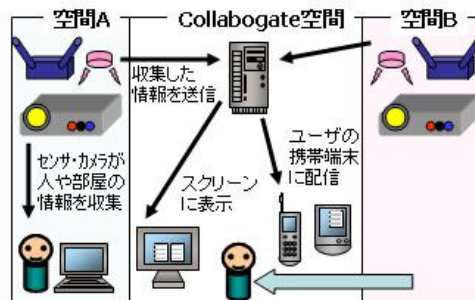 空間A
Collabogate空間
空間B
収集した
情報を送信
センサ・カメラが
人や部屋の
情報を収集
スクリーン
に表示
ユーザの
携帯端末
に配信